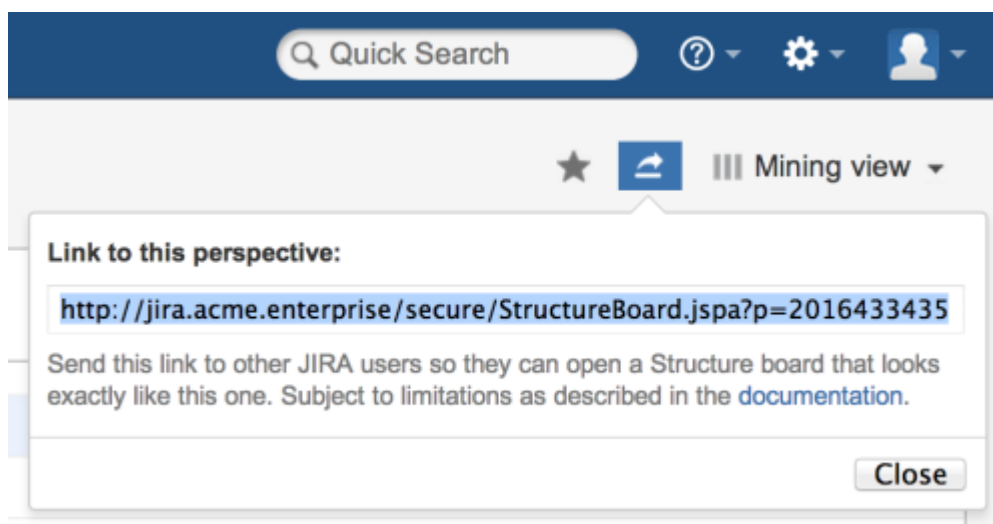 Quick Search
Mining view
Link to this perspective:
http://jira.acme.enterprise/secure/StructureBoard.jspa?p=2016433435
Send this link to other JIRA users so they can open a Structure board that looks
exactly like this one. Subject to limitations as described in the documentation.
Close